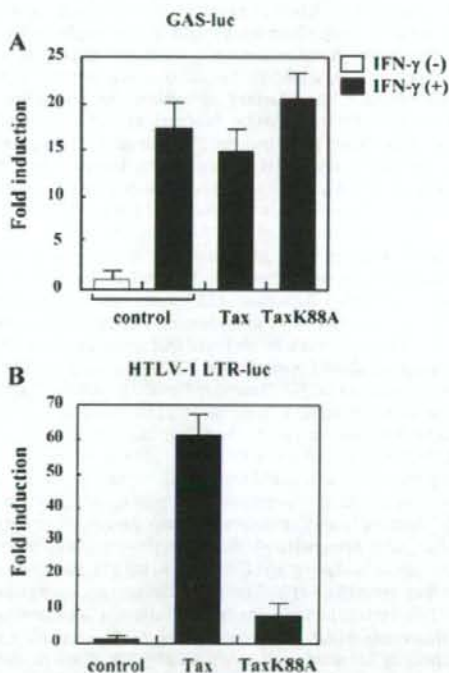 GAS-luc
A
IFN-γ (-)
IFN-γ (+)
Fold induction
25
20
15
10
5
0
control
Tax
TaxK88A
B
HTLV-I LTR-luc
Fold induction
70
60
50
40
30
20
10
0
control
Tax
TaxK88A